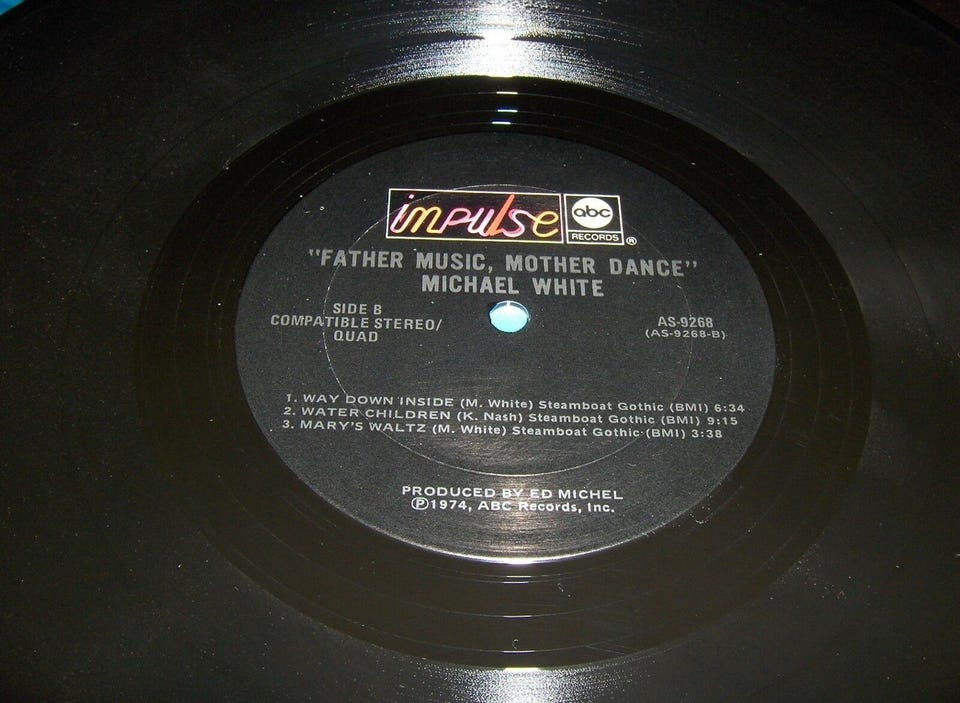 impulse abc RECORDS ®
"FATHER MUSIC, MOTHER DANCE"
MICHAEL WHITE
SIDE B
COMPATIBLE STEREO/
QUAD
AS-9268
(AS-9268-B)
1. WAY DOWN INSIDE (M. White) Steamboat Gothic (BMI) 6:34
2. WATER CHILDREN (K. Nash) Steamboat Gothic (BMI) 9:15
3. MARY'S WALTZ (M. White) Steamboat Gothic (BMI) 3:38
PRODUCED BY ED MICHEL
℗1974, ABC Records, Inc.